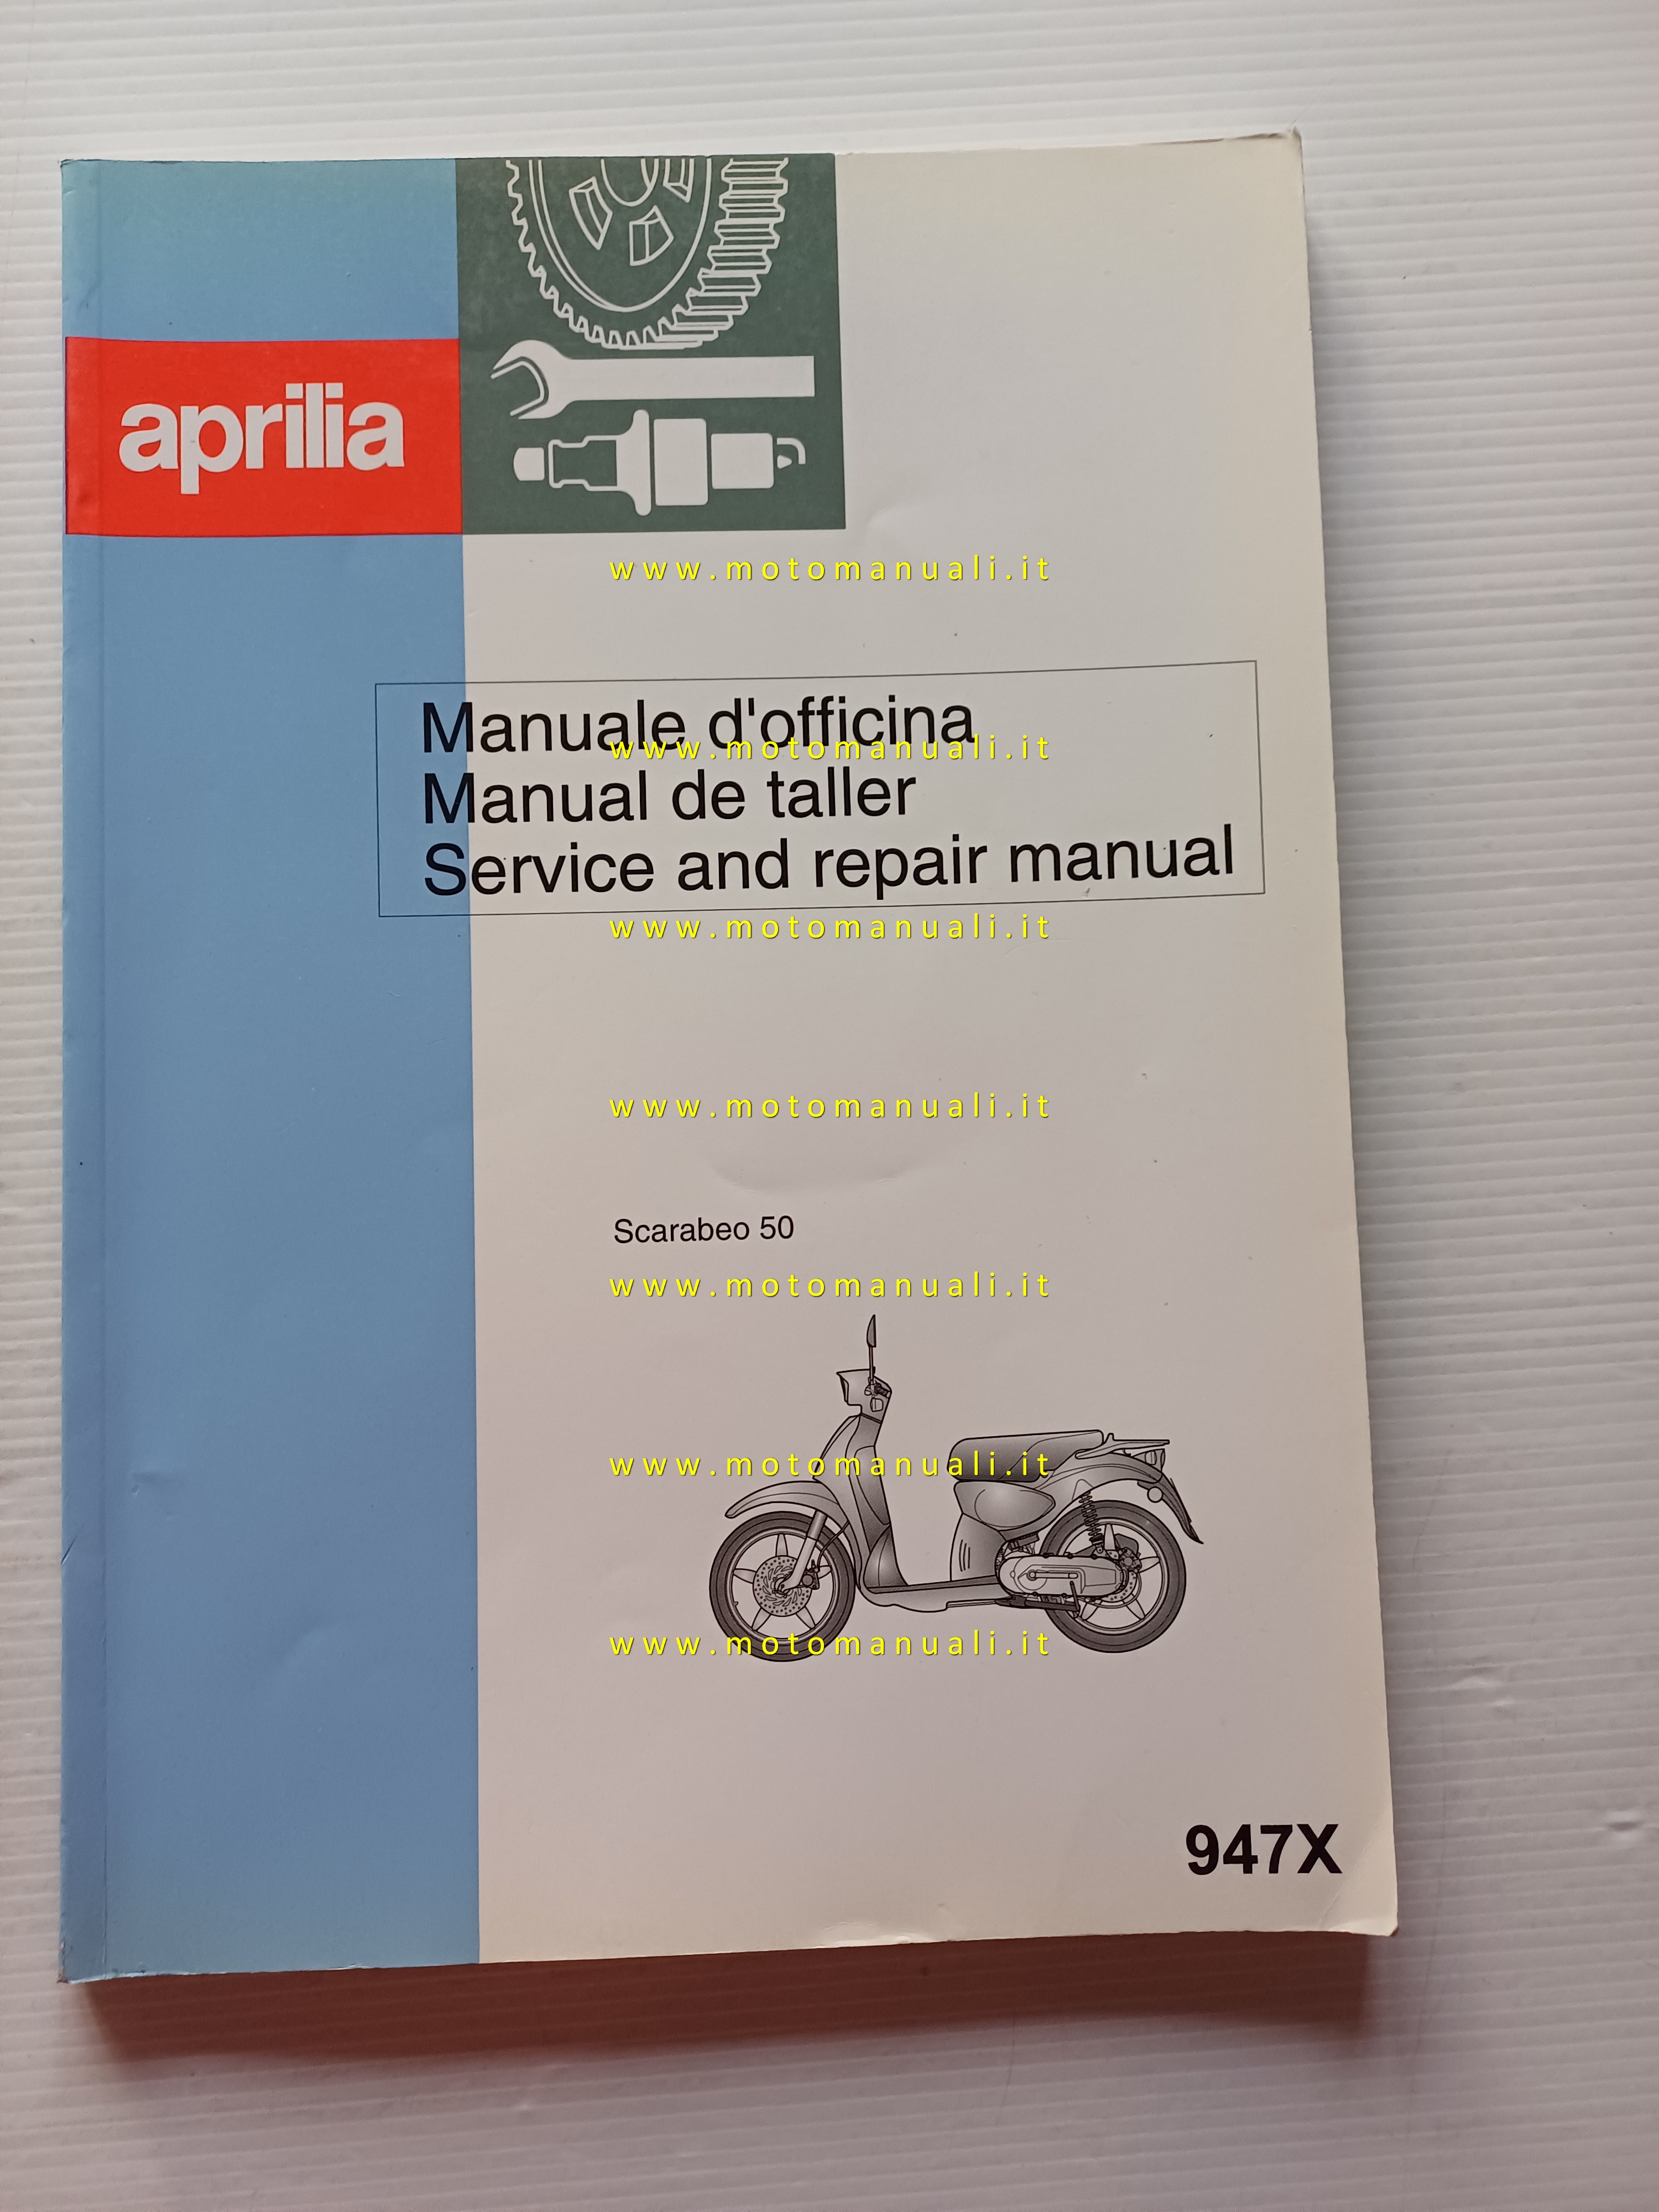 aprilia
www.motomanuali.it
Manuale d'officina
www.motomanuali.it
Manual de taller
Service and repair manual
www.motomanuali.it
www.motomanuali.it
Scarabeo 50
www.motomanuali.it
www.motomanuali.it
www.motomanuali.it
947X